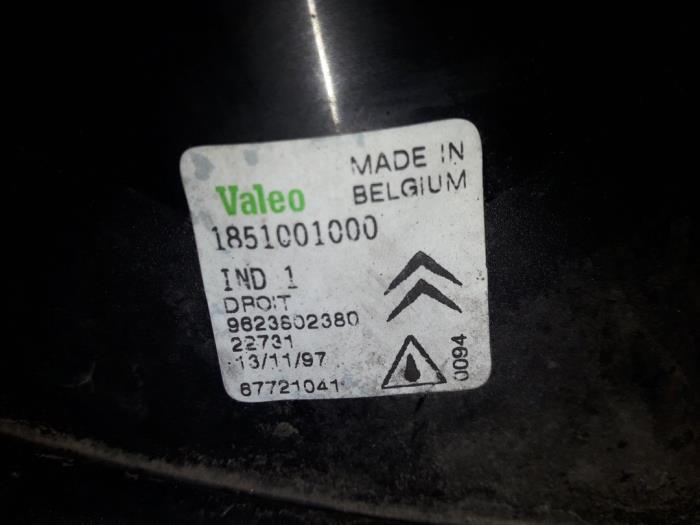 Valeo
MADE IN
BELGIUM
1851001000
IND 1
DROIT
9623602380
22731
13/11/97
67721041
0094